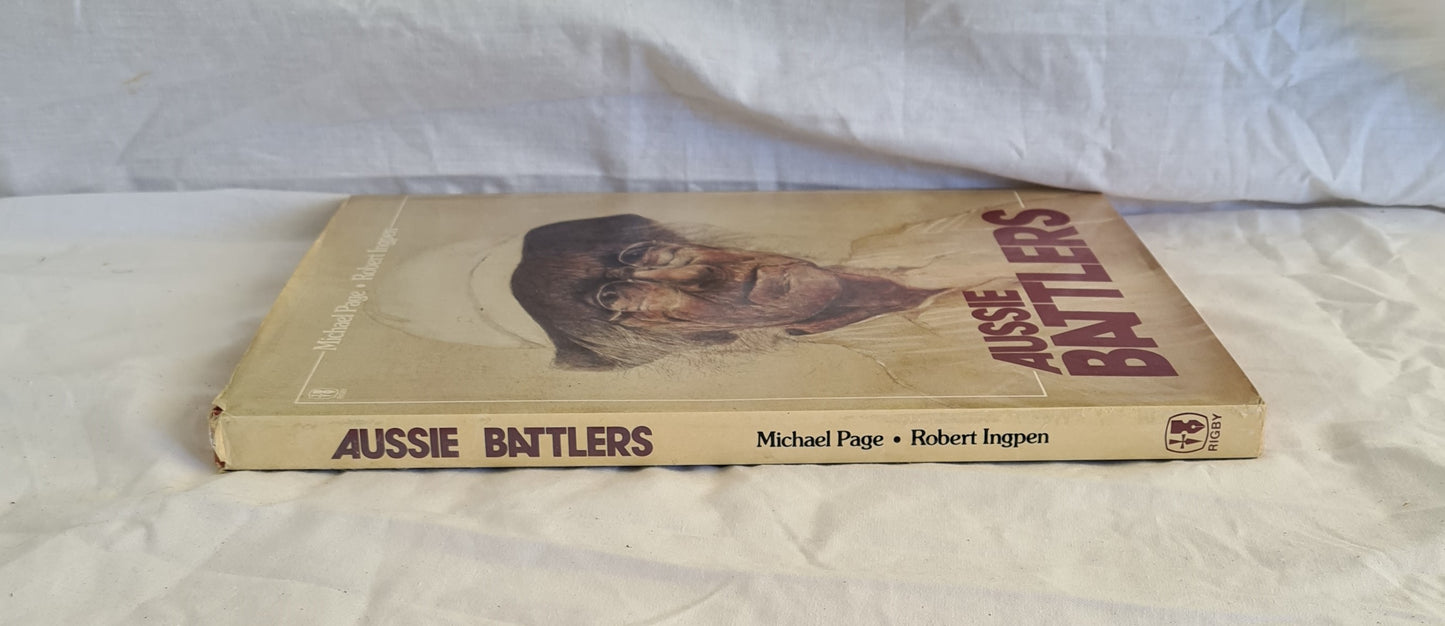 Michael Page • Robert Ingpen
AUSSIE
BATTLERS
AUSSIE BATTLERS
Michael Page • Robert Ingpen
RIGBY